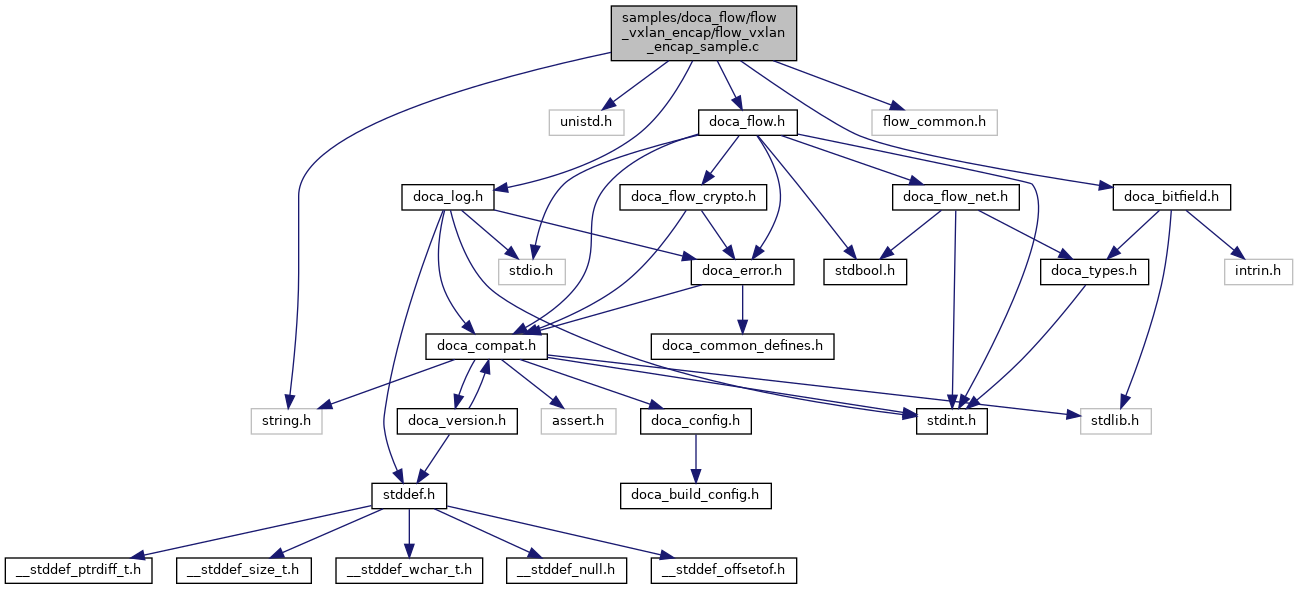 samples/doca_flow/flow
_vxlan_encap/flow_vxlan
_encap_sample.c
unistd.h
doca_flow.h
flow_common.h
doca_log.h
doca_flow_crypto.h
doca_flow_net.h
doca_bitfield.h
stdio.h
doca_error.h
stdbool.h
doca_types.h
intrin.h
doca_compat.h
doca_common_defines.h
string.h
doca_version.h
assert.h
doca_config.h
stdint.h
stdlib.h
stddef.h
doca_build_config.h
__stddef_ptrdiff_t.h
__stddef_size_t.h
__stddef_wchar_t.h
__stddef_null.h
__stddef_offsetof.h